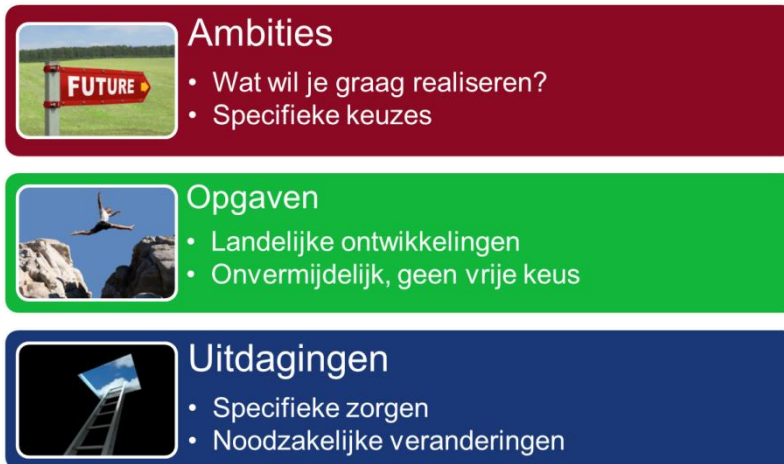 Ambities
FUTURE
• Wat wil je graag realiseren?
• Specifieke keuzes
Opgaven
• Landelijke ontwikkelingen
• Onvermijdelijk, geen vrije keus
Uitdagingen
• Specifieke zorgen
• Noodzakelijke veranderingen